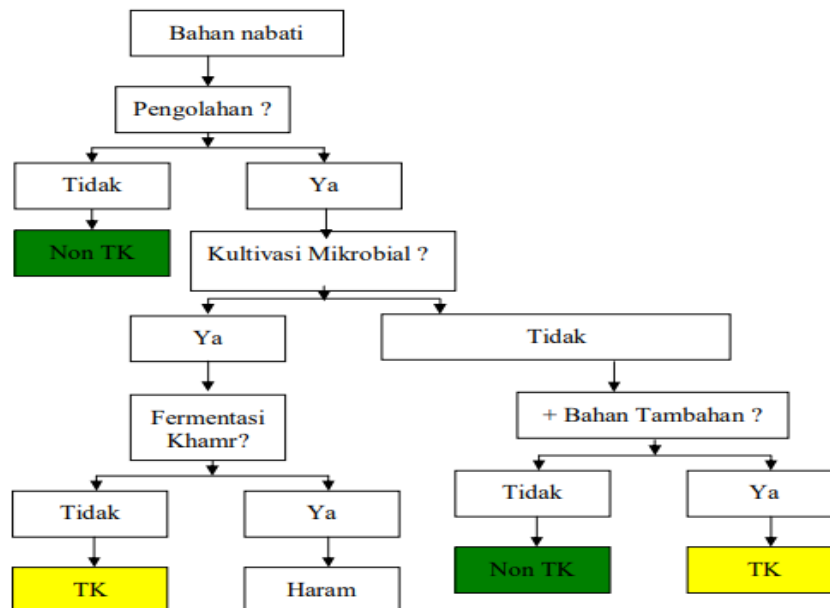 Bahan nabati
Pengolahan ?
Tidak
Ya
Non TK
Kultivasi Mikrobial ?
Ya
Tidak
Fermentasi
Khamr?
+ Bahan Tambahan ?
Tidak
Ya
Tidak
Ya
TK
Haram
Non TK
TK